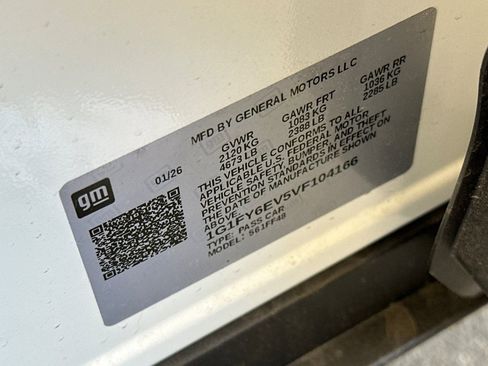 gm
01/26
MFD BY GENERAL MOTORS LLC
GVWR GAWR FRT GAWR RR
2120 KG 1083 KG 1036 KG
4673 LB 2388 LB 2285 LB
THIS VEHICLE CONFORMS TO ALL
APPLICABLE U.S. FEDERAL MOTOR
VEHICLE SAFETY, BUMPER, AND THEFT
PREVENTION STANDARDS IN EFFECT ON
THE DATE OF MANUFACTURE SHOWN
ABOVE.
1G1FY6EV5VF104166
TYPE: PASS CAR
MODEL: S61FF48